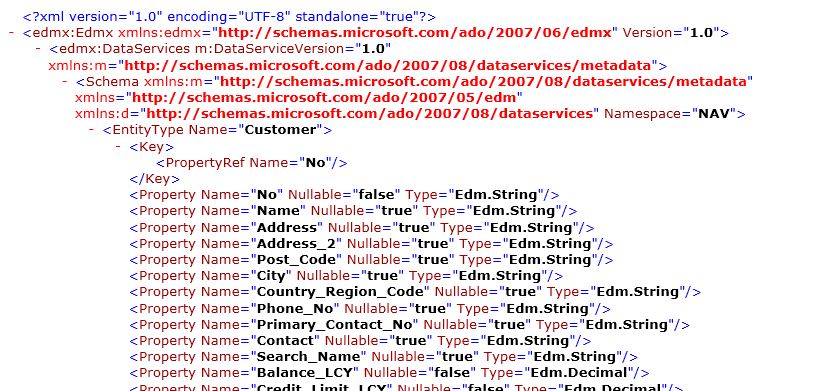 <?xml version="1.0" encoding="UTF-8" standalone="true"?>
- <edmx:Edmx xmlns:edmx="http://schemas.microsoft.com/ado/2007/06/edmx" Version="1.0">
- <edmx:DataServices m:DataServiceVersion="1.0"
xmlns:m="http://schemas.microsoft.com/ado/2007/08/dataservices/metadata">
- <Schema xmlns:m="http://schemas.microsoft.com/ado/2007/08/dataservices/metadata"
xmlns="http://schemas.microsoft.com/ado/2007/05/edm"
xmlns:d="http://schemas.microsoft.com/ado/2007/08/dataservices" Namespace="NAV">
- <EntityType Name="Customer">
- <Key>
<PropertyRef Name="No"/>
</Key>
<Property Name="No" Nullable="false" Type="Edm.String"/>
<Property Name="Name" Nullable="true" Type="Edm.String"/>
<Property Name="Address" Nullable="true" Type="Edm.String"/>
<Property Name="Address_2" Nullable="true" Type="Edm.String"/>
<Property Name="Post_Code" Nullable="true" Type="Edm.String"/>
<Property Name="City" Nullable="true" Type="Edm.String"/>
<Property Name="Country_Region_Code" Nullable="true" Type="Edm.String"/>
<Property Name="Phone_No" Nullable="true" Type="Edm.String"/>
<Property Name="Primary_Contact_No" Nullable="true" Type="Edm.String"/>
<Property Name="Contact" Nullable="true" Type="Edm.String"/>
<Property Name="Search_Name" Nullable="true" Type="Edm.String"/>
<Property Name="Balance_LCY" Nullable="false" Type="Edm.Decimal"/>
<Property Name="Credit_Limit_LCY" Nullable="false" Type="Edm.Decimal"/>